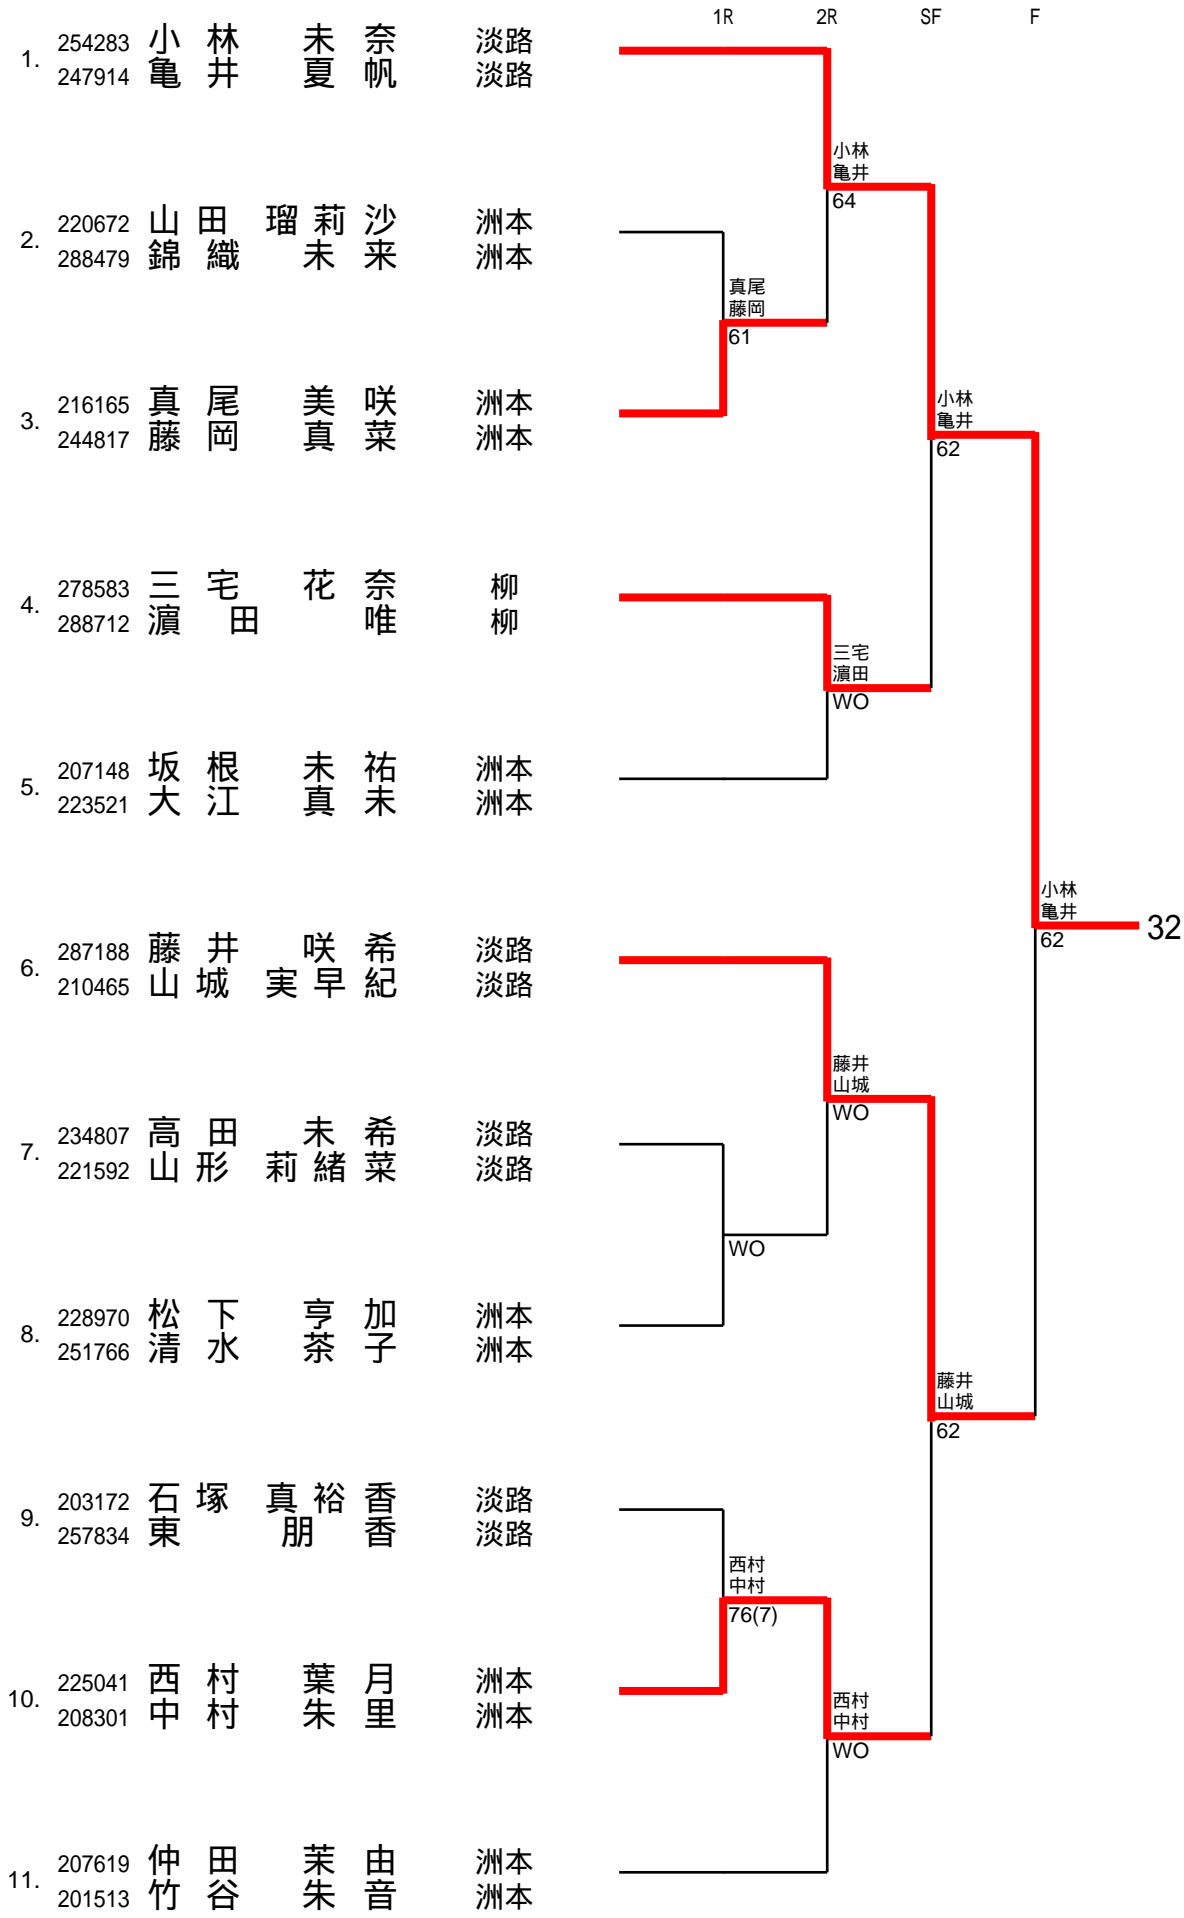 1R 2R SF F
1. 254283 小林 未奈 淡路
247914 亀井 夏帆 淡路
小林
亀井
64
2. 220672 山田 瑠莉沙 洲本
288479 錦織 未来 洲本
真尾
藤岡
61
3. 216165 真尾 美咲 洲本
244817 藤岡 真菜 洲本
小林
亀井
62
4. 278583 三宅 花奈 柳
288712 濵田 唯 柳
三宅
濵田
WO
5. 207148 坂根 未祐 洲本
223521 大江 真未 洲本
小林
亀井
62
32
6. 287188 藤井 咲希 淡路
210465 山城 実早紀 淡路
藤井
山城
WO
7. 234807 高田 未希 淡路
221592 山形 莉緒菜 淡路
WO
8. 228970 松下 亨加 洲本
251766 清水 茶子 洲本
藤井
山城
62
9. 203172 石塚 真裕香 淡路
257834 東 朋香 淡路
西村
中村
76(7)
10. 225041 西村 葉月 洲本
208301 中村 朱里 洲本
西村
中村
WO
11. 207619 仲田 茉由 洲本
201513 竹谷 朱音 洲本